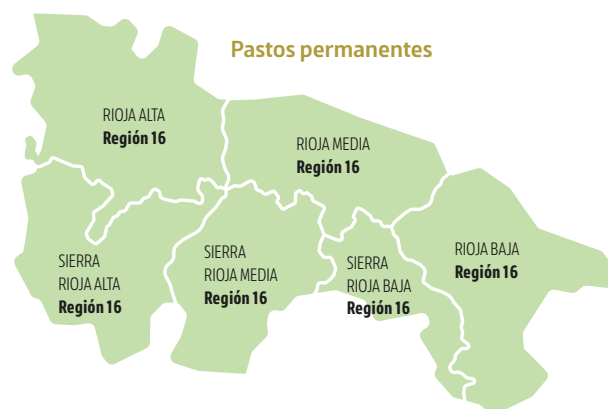 Pastos permanentes
RIOJA ALTA
Región 16
RIOJA MEDIA
Región 16
SIERRA
RIOJA ALTA
Región 16
SIERRA
RIOJA MEDIA
Región 16
SIERRA
RIOJA BAJA
Región 16
RIOJA BAJA
Región 16